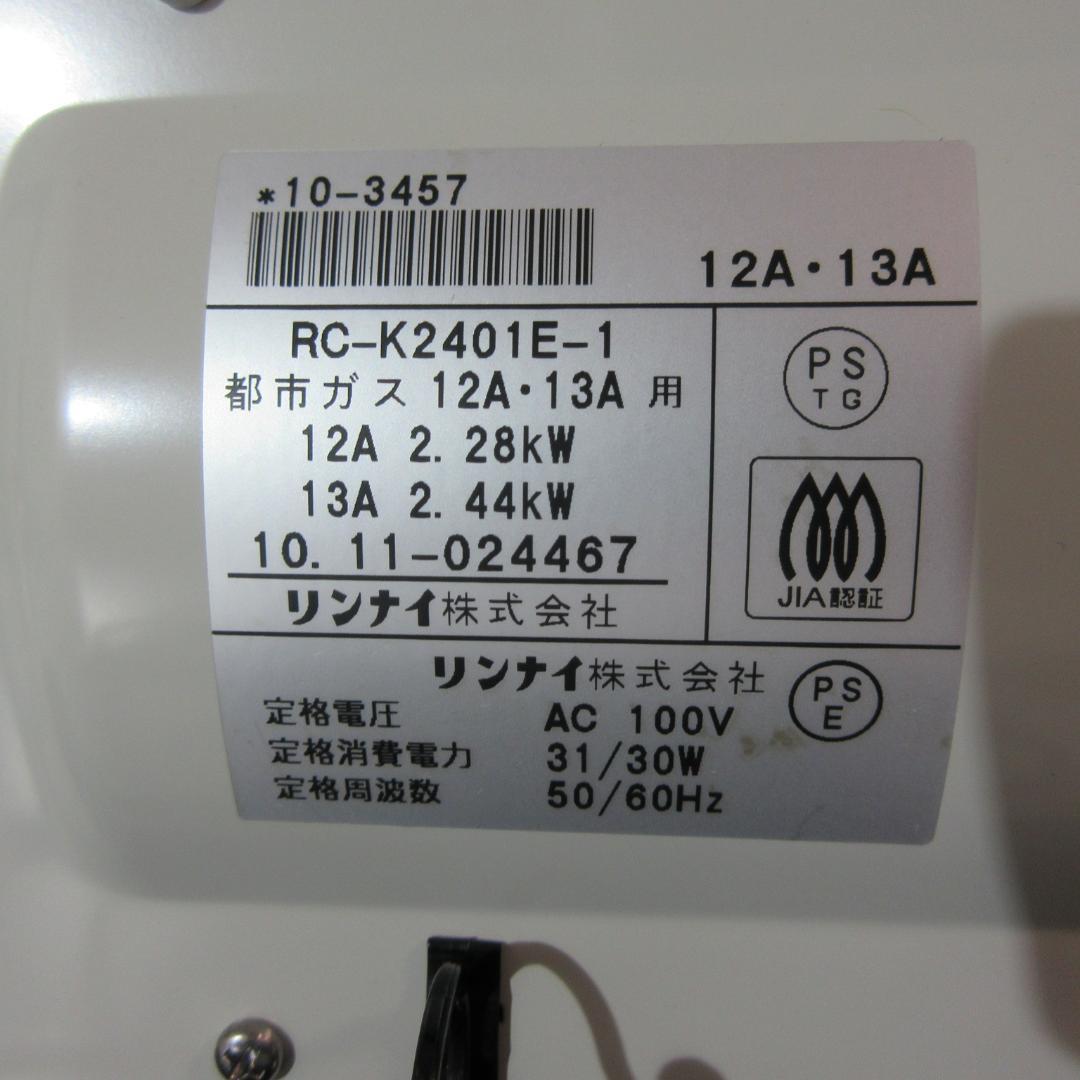 *10-3457
12A・13A
RC-K2401E-1
都市ガス 12A・13A 用
12A 2.28kW
13A 2.44kW
10.11-024467
リンナイ株式会社
PS
TG
JIA認証
リンナイ株式会社
PS
E
定格電圧 AC 100V
定格消費電力 31/30W
定格周波数 50/60Hz